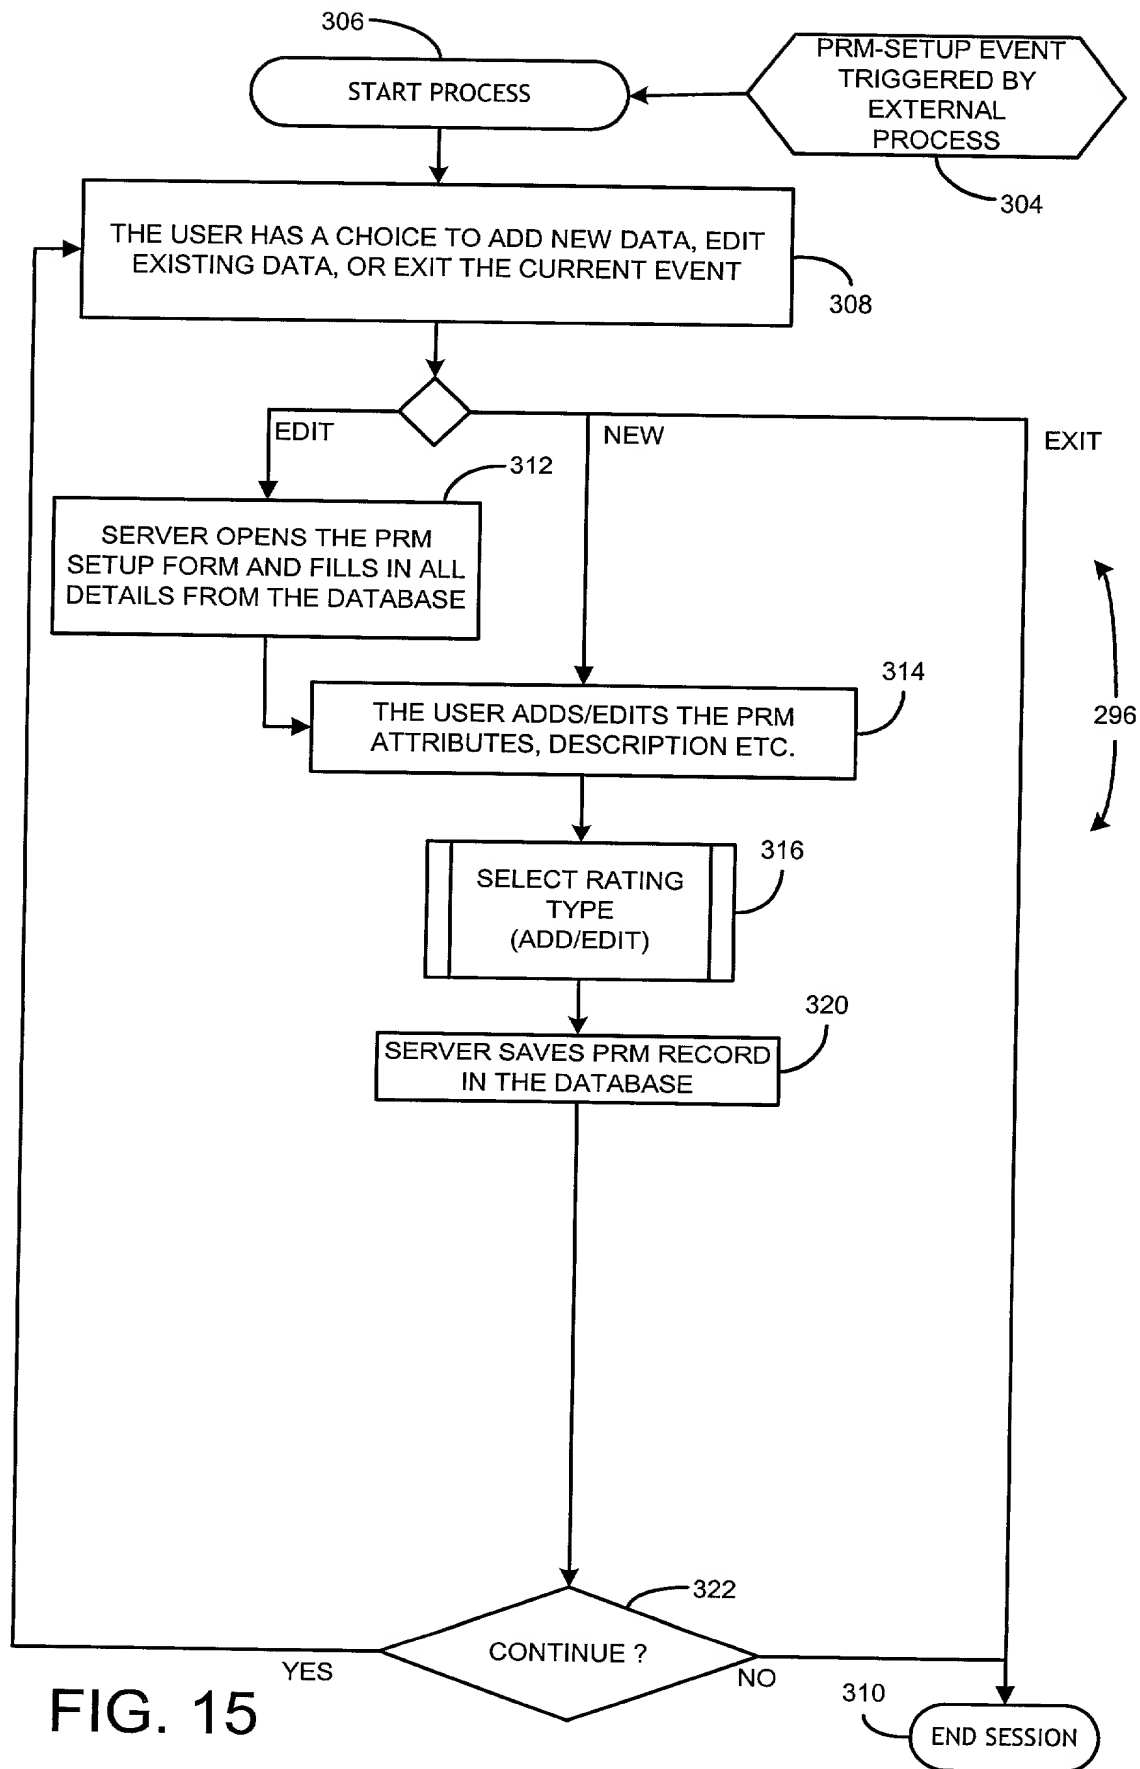 306
START PROCESS
PRM-SETUP EVENT
TRIGGERED BY
EXTERNAL
PROCESS
304
THE USER HAS A CHOICE TO ADD NEW DATA, EDIT
EXISTING DATA, OR EXIT THE CURRENT EVENT
308
EDIT
NEW
EXIT
312
SERVER OPENS THE PRM
SETUP FORM AND FILLS IN ALL
DETAILS FROM THE DATABASE
314
THE USER ADDS/EDITS THE PRM
ATTRIBUTES, DESCRIPTION ETC.
296
316
SELECT RATING
TYPE
(ADD/EDIT)
320
SERVER SAVES PRM RECORD
IN THE DATABASE
322
CONTINUE ?
YES
NO
310
END SESSION
FIG. 15